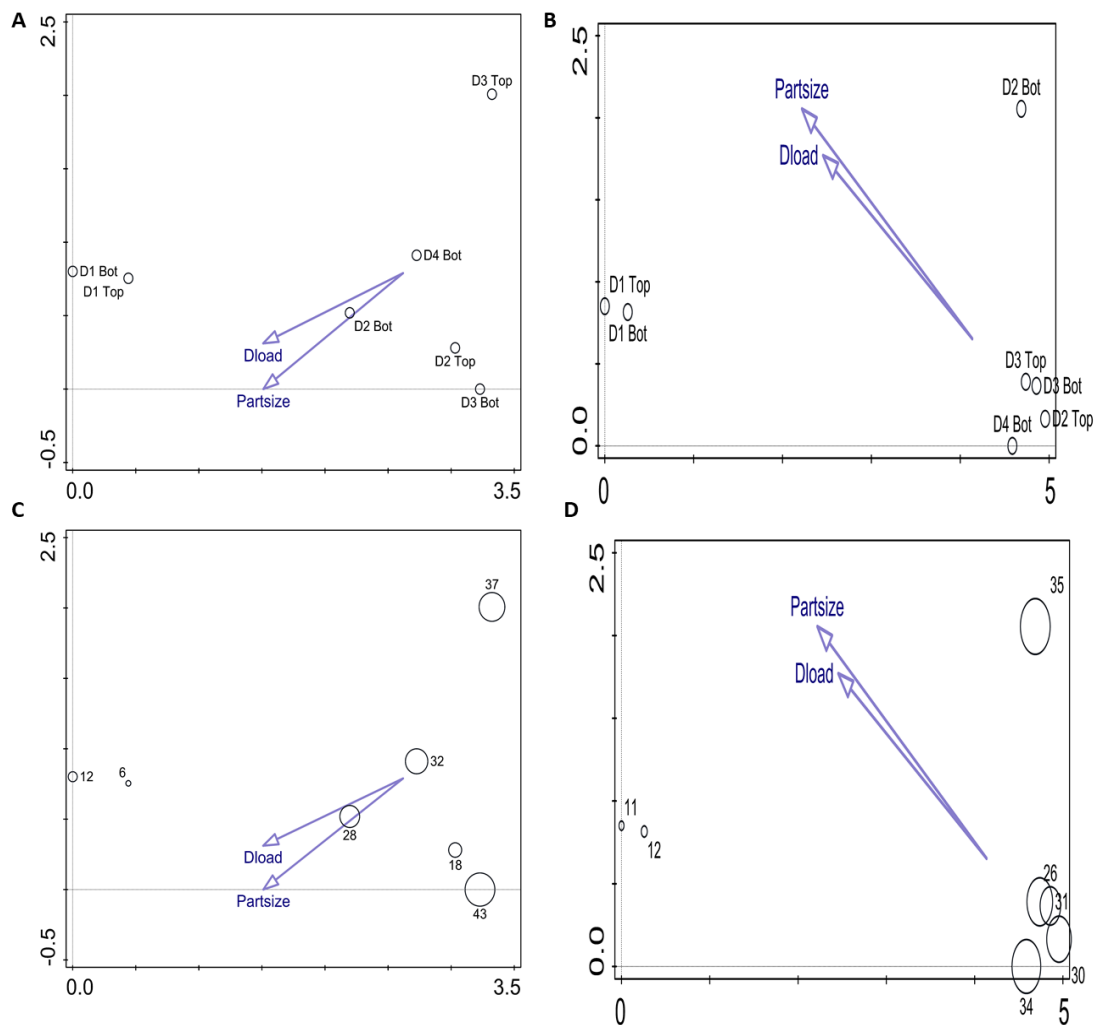 A
2.5
D3 Top
D1 Bot
D1 Top
D4 Bot
D2 Bot
Dload
D2 Top
Partsize
D3 Bot
-0.5
0.0
3.5
B
2.5
D2 Bot
Partsize
Dload
D1 Top
D1 Bot
D3 Top
D3 Bot
D2 Top
D4 Bot
0.0
0
5
C
2.5
37
12
6
32
28
Dload
18
Partsize
43
-0.5
0.0
3.5
D
2.5
35
Partsize
Dload
11
12
26
31
30
34
0.0
0
5